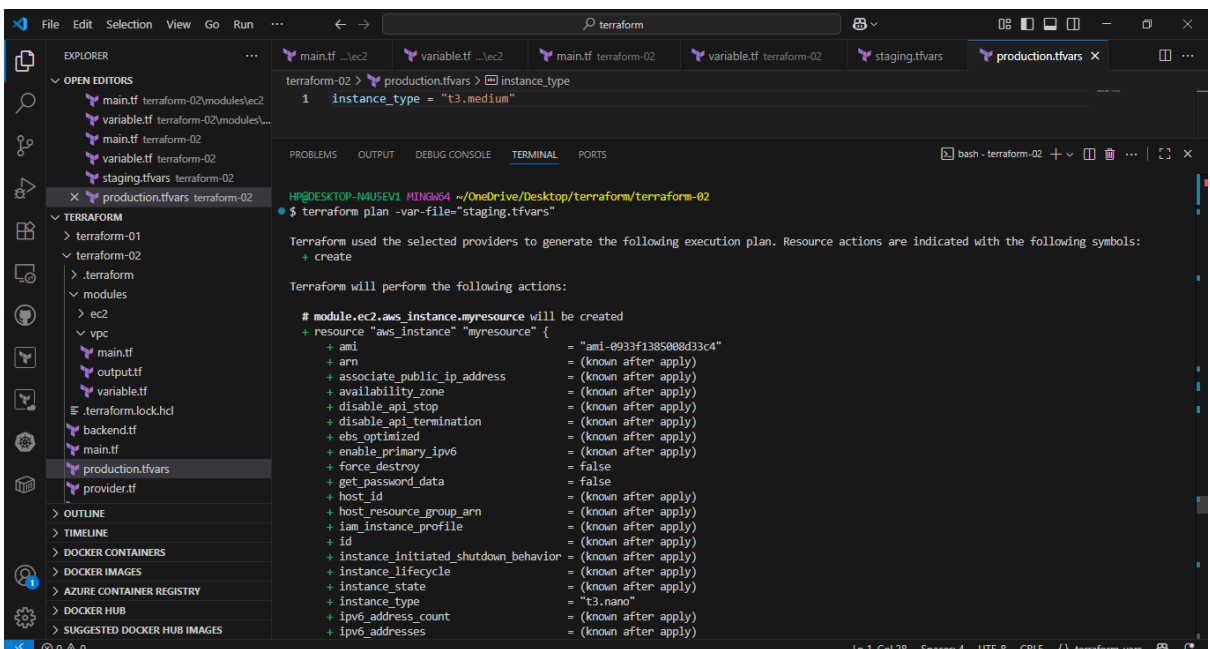 File Edit Selection View Go Run ··· ← → terraform
EXPLORER ···
OPEN EDITORS
main.tf terraform-02\modules\ec2
variable.tf terraform-02\modules\...
main.tf terraform-02
variable.tf terraform-02
staging.tfvars terraform-02
× production.tfvars terraform-02
TERRAFORM
> terraform-01
terraform-02
> .terraform
modules
> ec2
vpc
main.tf
output.tf
variable.tf
.terraform.lock.hcl
backend.tf
main.tf
production.tfvars
provider.tf
> OUTLINE
> TIMELINE
> DOCKER CONTAINERS
> DOCKER IMAGES
> AZURE CONTAINER REGISTRY
> DOCKER HUB
> SUGGESTED DOCKER HUB IMAGES
1
main.tf ...\ec2 variable.tf ...\ec2 main.tf terraform-02 variable.tf terraform-02 staging.tfvars production.tfvars × ···
terraform-02 > production.tfvars > instance_type
1 instance_type = "t3.medium"
PROBLEMS OUTPUT DEBUG CONSOLE TERMINAL PORTS bash - terraform-02 + ··· ×
HP@DESKTOP-N4U5EV1 MINGW64 ~/OneDrive/Desktop/terraform/terraform-02
$ terraform plan -var-file="staging.tfvars"
Terraform used the selected providers to generate the following execution plan. Resource actions are indicated with the following symbols:
+ create
Terraform will perform the following actions:
# module.ec2.aws_instance.myresource will be created
+ resource "aws_instance" "myresource" {
+ ami = "ami-0933f1385008d33c4"
+ arn = (known after apply)
+ associate_public_ip_address = (known after apply)
+ availability_zone = (known after apply)
+ disable_api_stop = (known after apply)
+ disable_api_termination = (known after apply)
+ ebs_optimized = (known after apply)
+ enable_primary_ipv6 = (known after apply)
+ force_destroy = false
+ get_password_data = false
+ host_id = (known after apply)
+ host_resource_group_arn = (known after apply)
+ iam_instance_profile = (known after apply)
+ id = (known after apply)
+ instance_initiated_shutdown_behavior = (known after apply)
+ instance_lifecycle = (known after apply)
+ instance_state = (known after apply)
+ instance_type = "t3.nano"
+ ipv6_address_count = (known after apply)
+ ipv6_addresses = (known after apply)